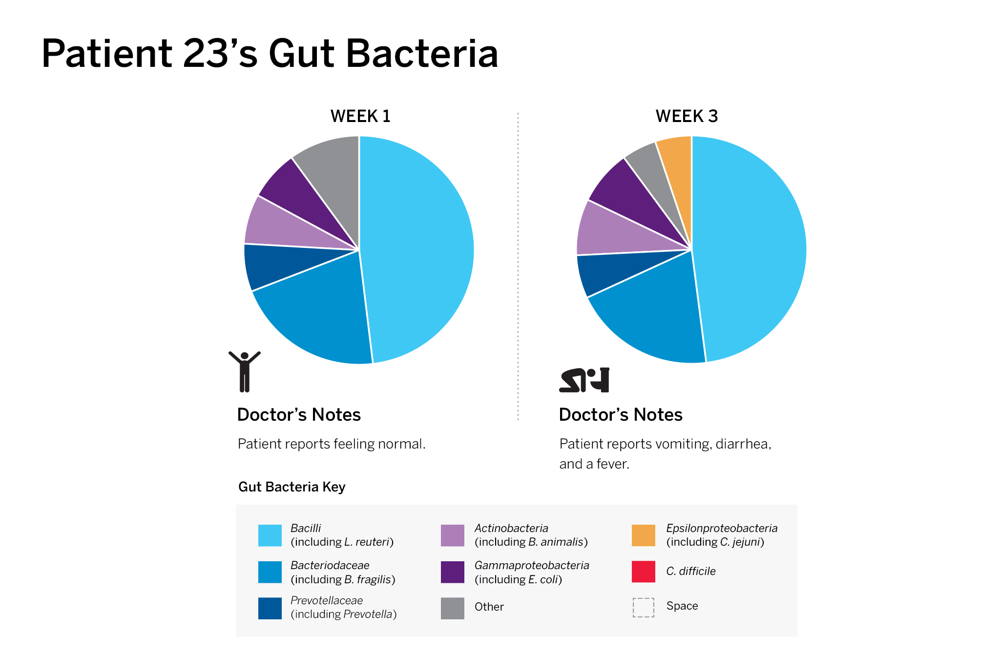 Patient 23's Gut Bacteria
WEEK 1
WEEK 3
Doctor's Notes
Patient reports feeling normal.
Doctor's Notes
Patient reports vomiting, diarrhea,
and a fever.
Gut Bacteria Key
Bacilli
(including L. reuteri)
Bacteriodaceae
(including B. fragilis)
Prevotellaceae
(including Prevotella)
Actinobacteria
(including B. animalis)
Gammaproteobacteria
(including E. coli)
Other
Epsilonproteobacteria
(including C. jejuni)
C. difficile
Space